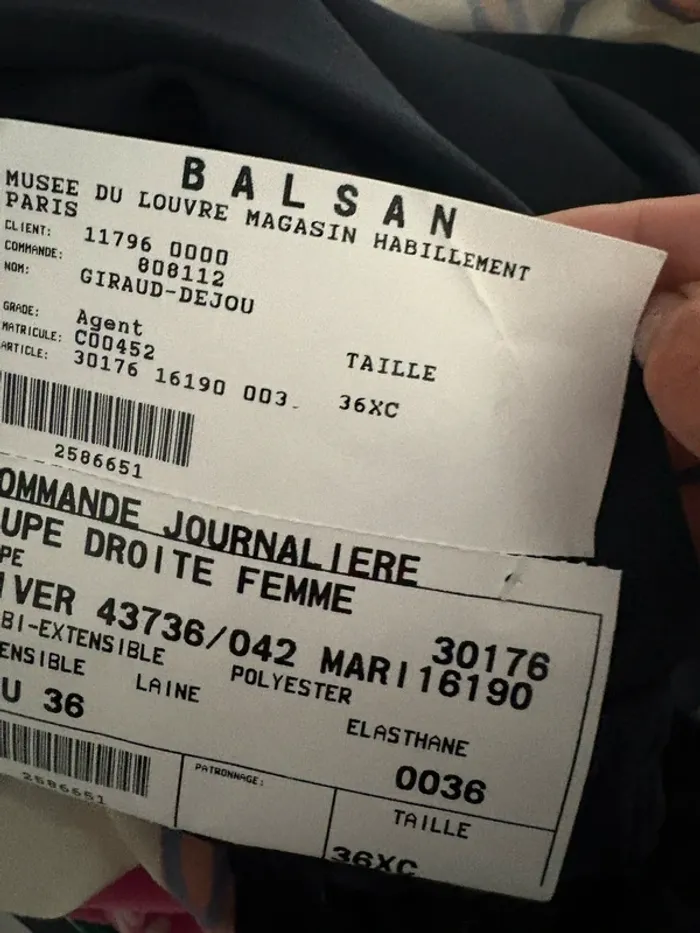 BALSAN
MUSEE DU LOUVRE MAGASIN HABILLEMENT
PARIS
CLIENT: 11796 0000
COMMANDE: 808112
NOM: GIRAUD-DEJOU
GRADE: Agent
MATRICULE: C00452
ARTICLE: 30176 16190 003.
TAILLE
36XC
2586651
OMMANDE JOURNALIERE
UPE DROITE FEMME
PE
30176
IVER 43736/042 MARI 16190
BI-EXTENSIBLE
ENSIBLE LAINE POLYESTER ELASTHANE
U 36
0036
2586651
PATRONNAGE:
TAILLE
36XC